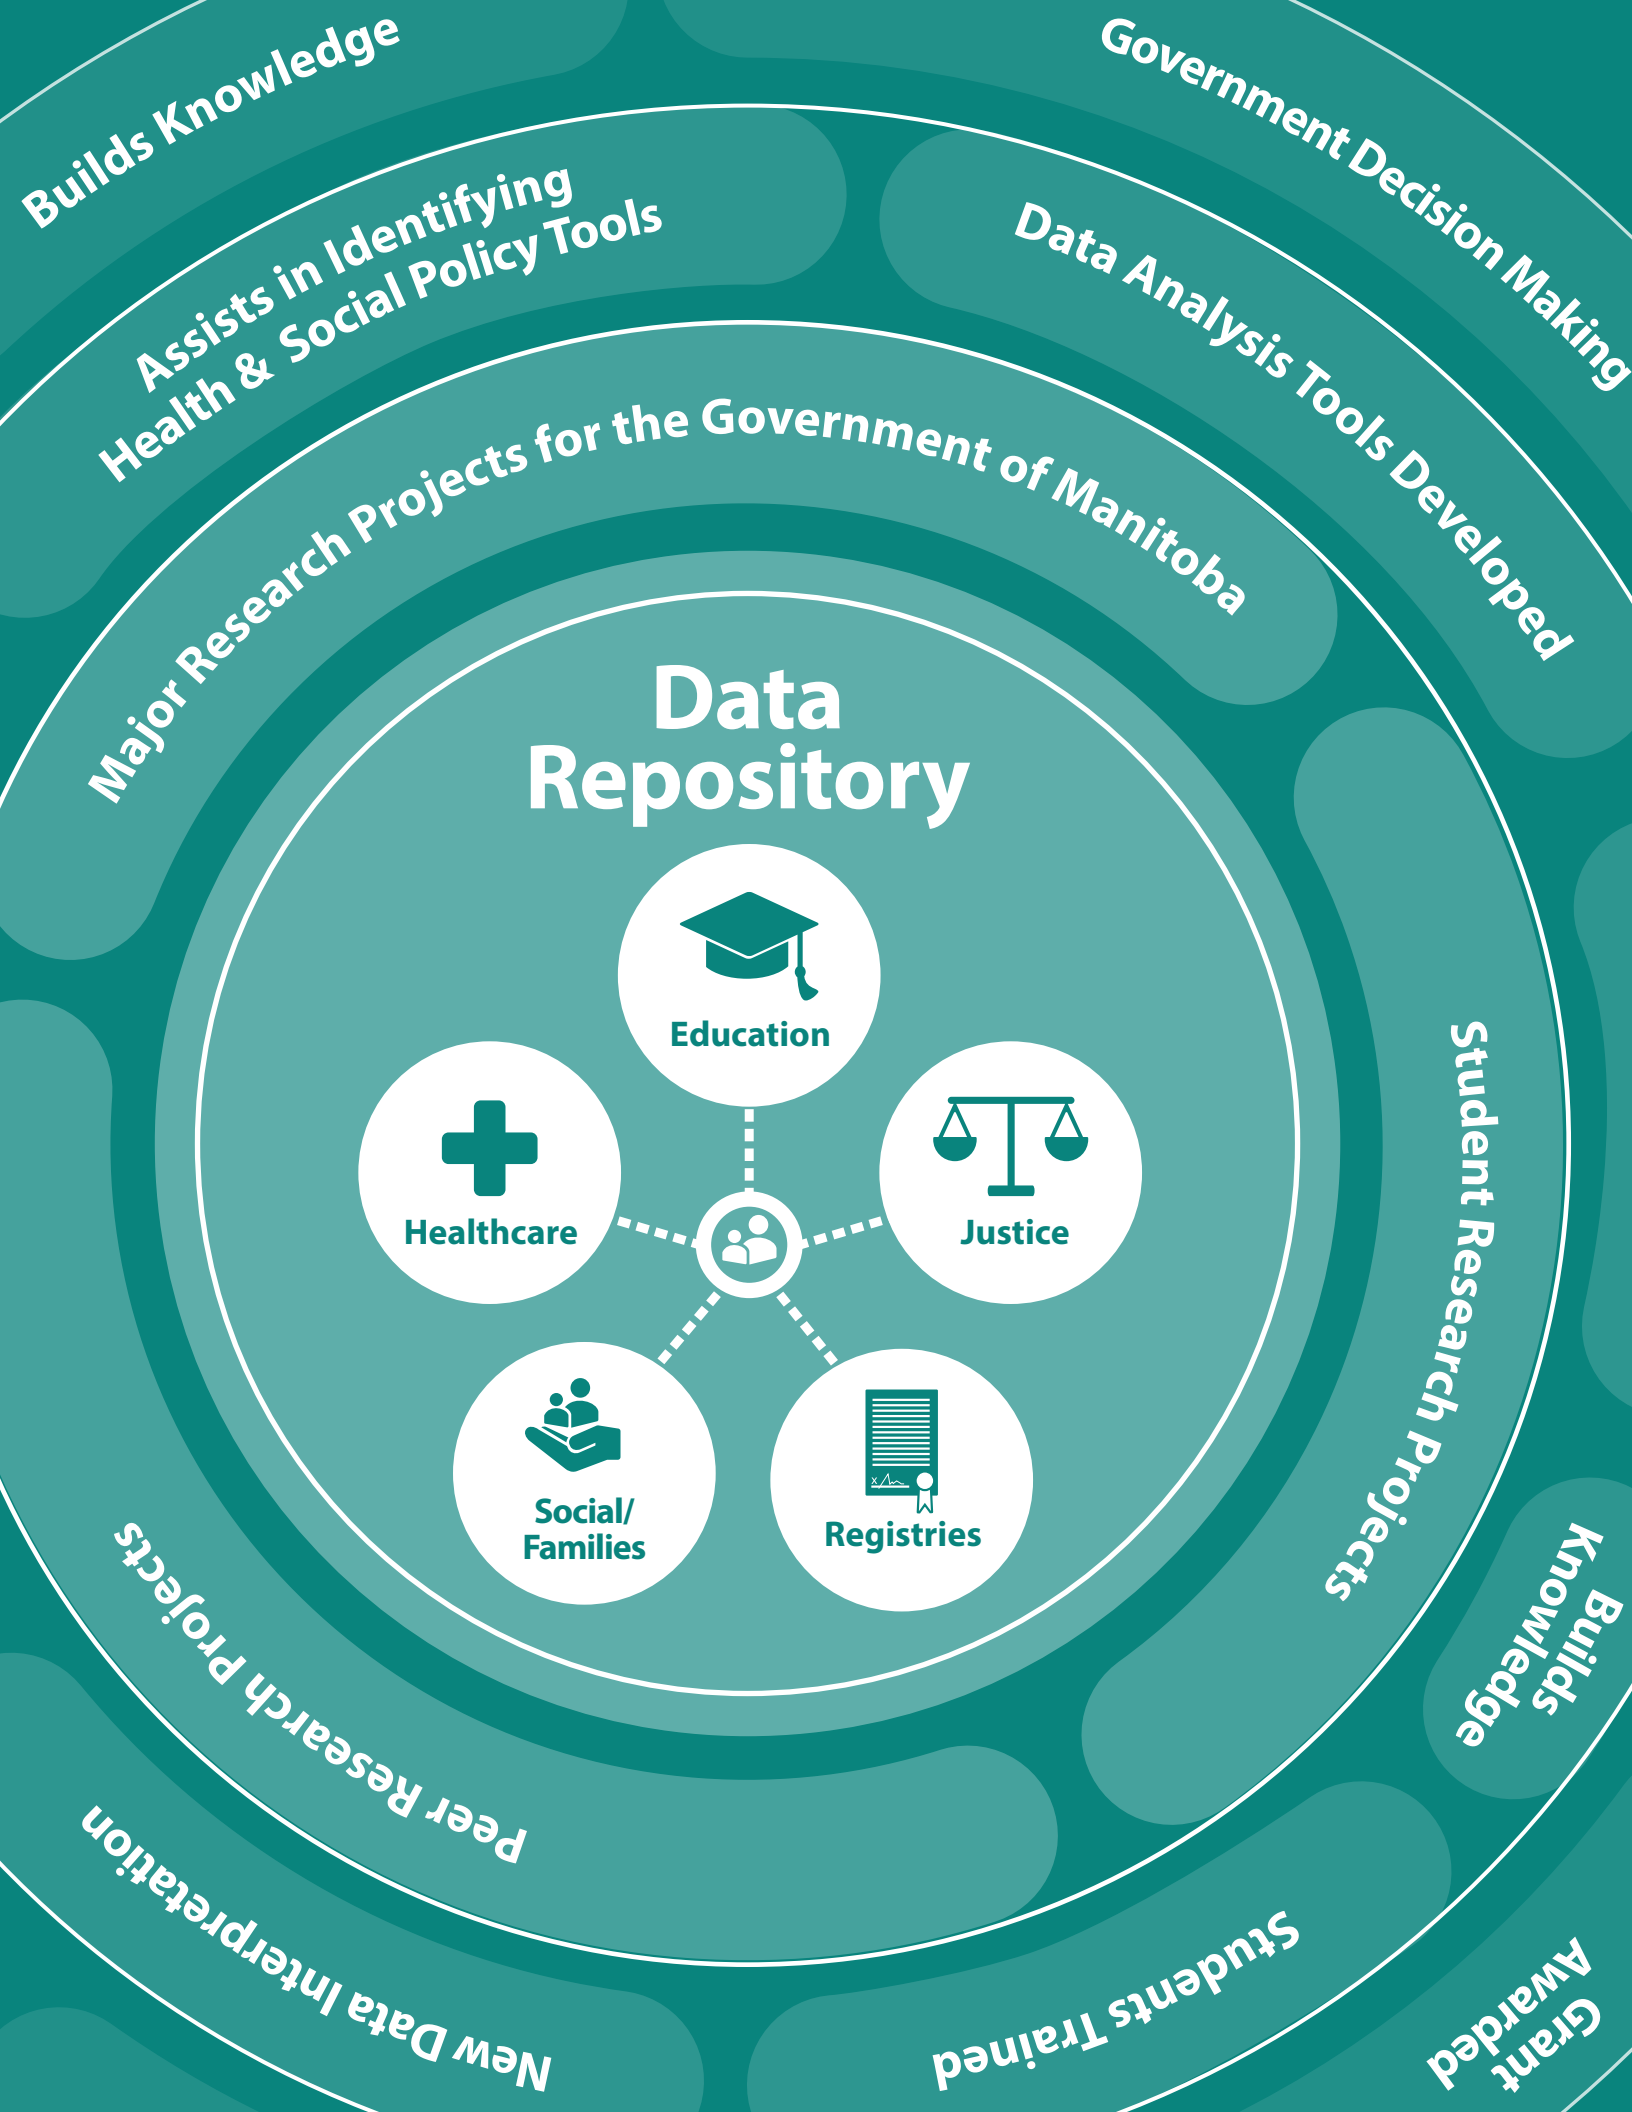 Builds Knowledge
Government Decision Making
Assists in Identifying
Health & Social Policy Tools
Data Analysis Tools Developed
Major Research Projects for the Government of Manitoba
Data
Repository
Education
Healthcare
Justice
Social/
Families
Registries
Student Research Projects
Peer Research Projects
Builds
Knowledge
New Data Interpretation
Students Trained
Grant
Awarded